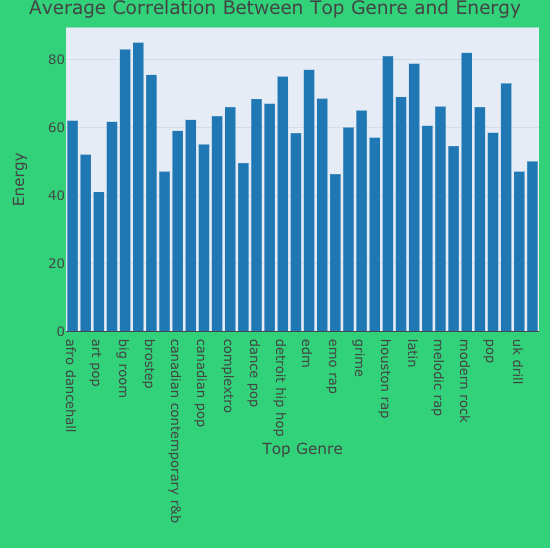 Average Correlation Between Top Genre and Energy
80
60
40
20
0
Energy
afro dancehall
art pop
big room
brostep
canadian contemporary r&b
canadian pop
complextro
dance pop
detroit hip hop
edm
emo rap
grime
houston rap
latin
melodic rap
modern rock
pop
uk drill
Top Genre